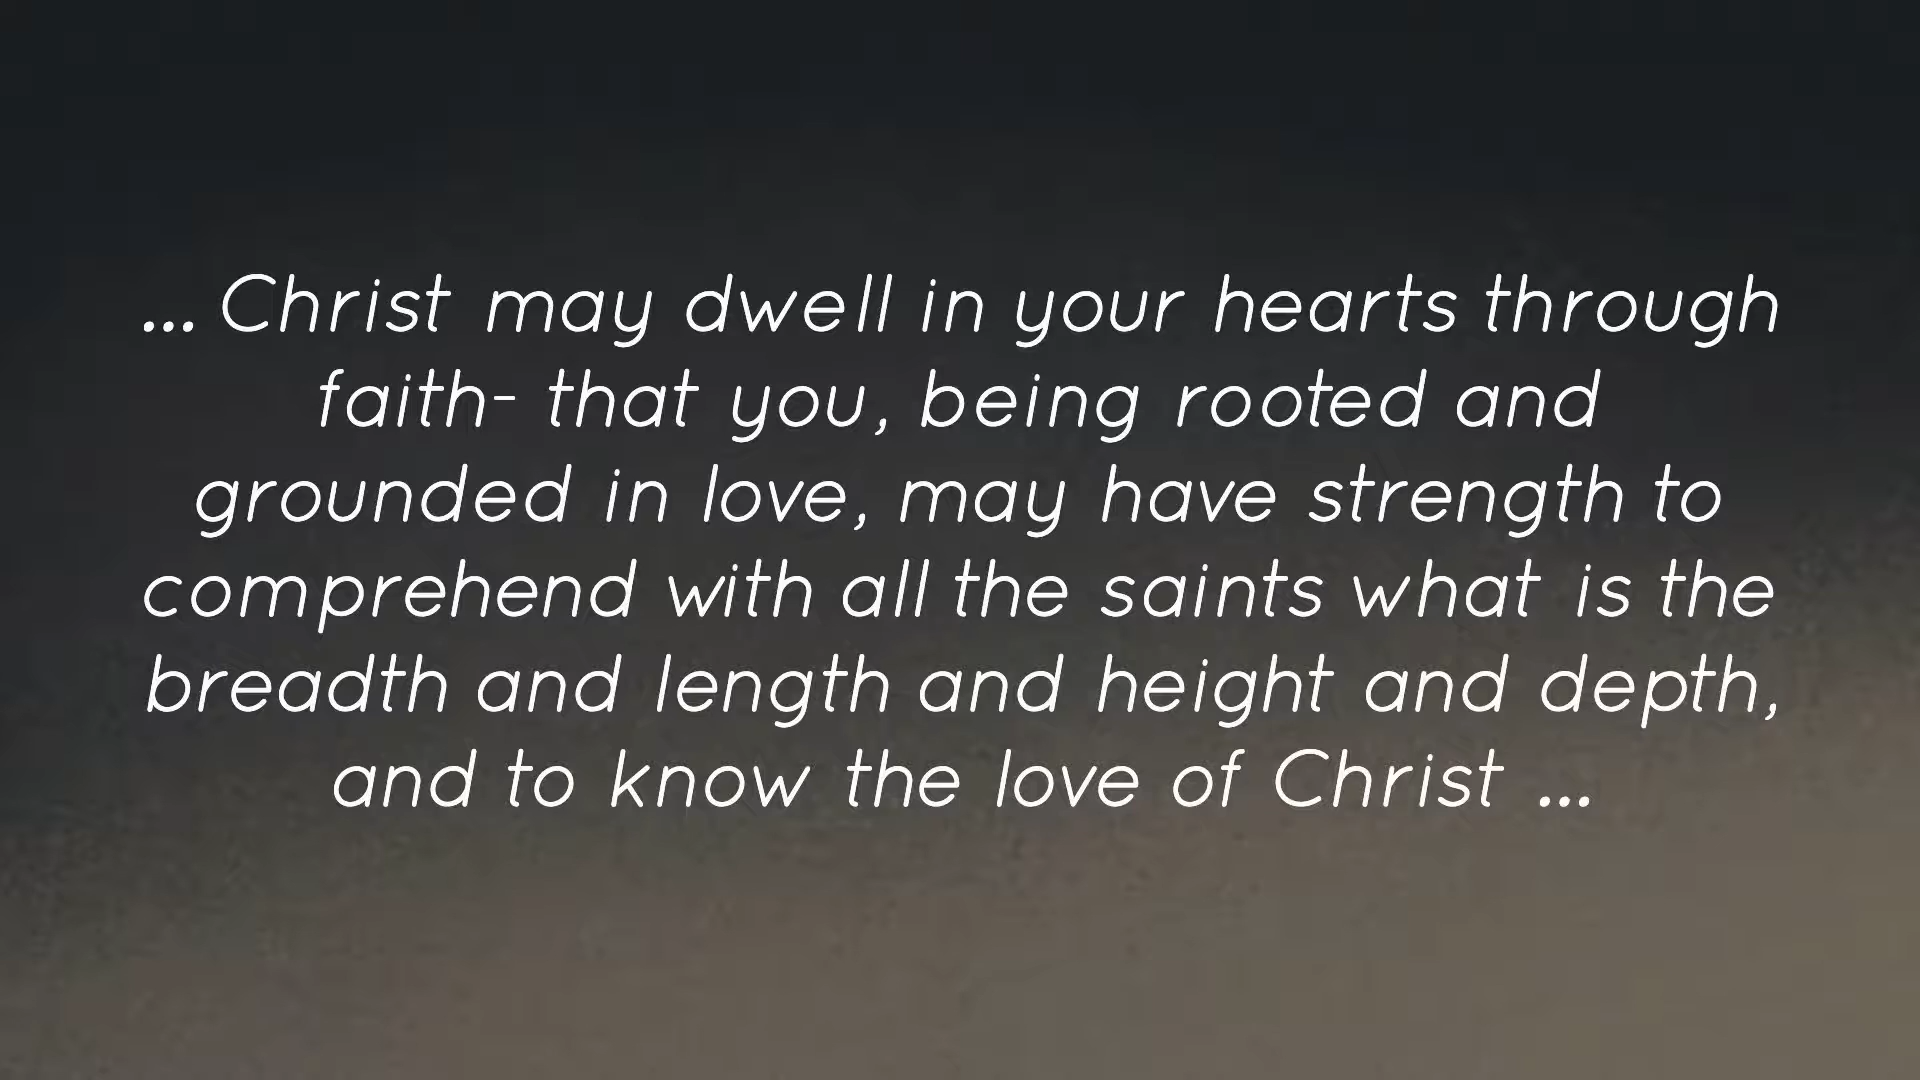 ... Christ may dwell in your hearts through
faith- that you, being rooted and
grounded in love, may have strength to
comprehend with all the saints what is the
breadth and length and height and depth,
and to know the love of Christ ...